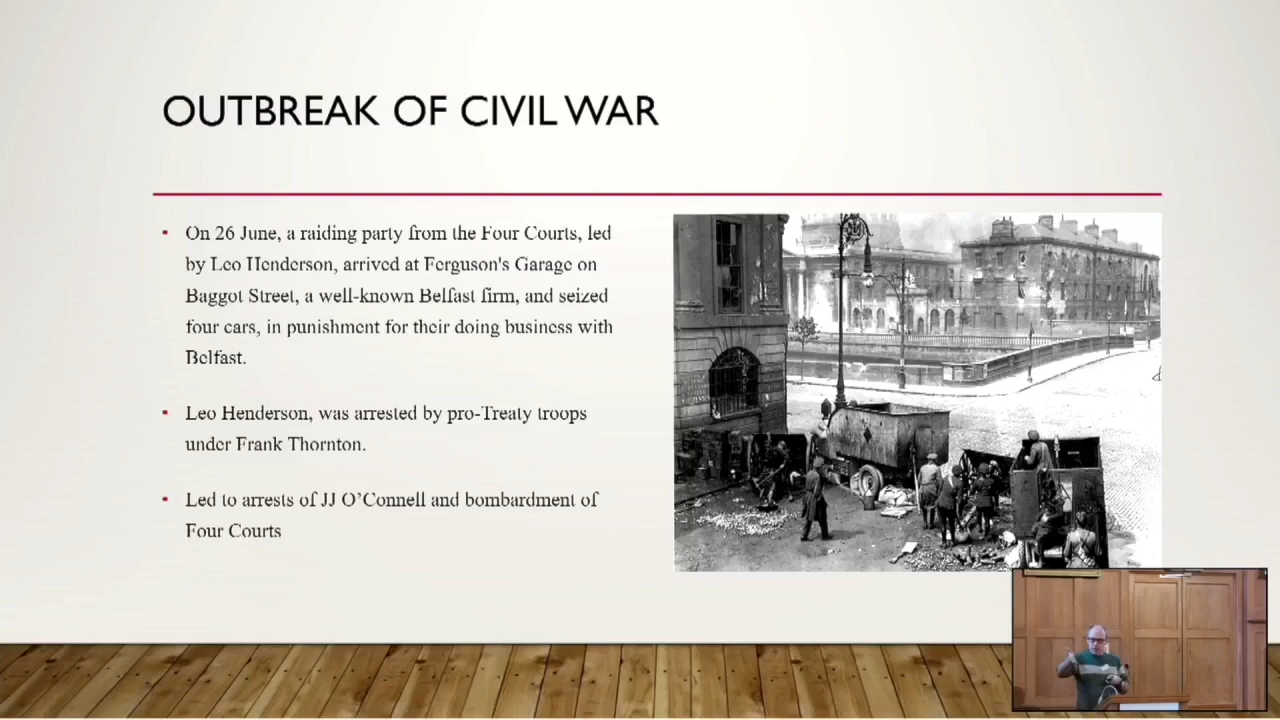 OUTBREAK OF CIVIL WAR
On 26 June, a raiding party from the Four Courts, led
by Leo Henderson, arrived at Ferguson's Garage on
Baggot Street, a well-known Belfast firm, and seized
four cars, in punishment for their doing business with
Belfast.
Leo Henderson, was arrested by pro-Treaty troops
under Frank Thornton.
Led to arrests of JJ O’Connell and bombardment of
Four Courts